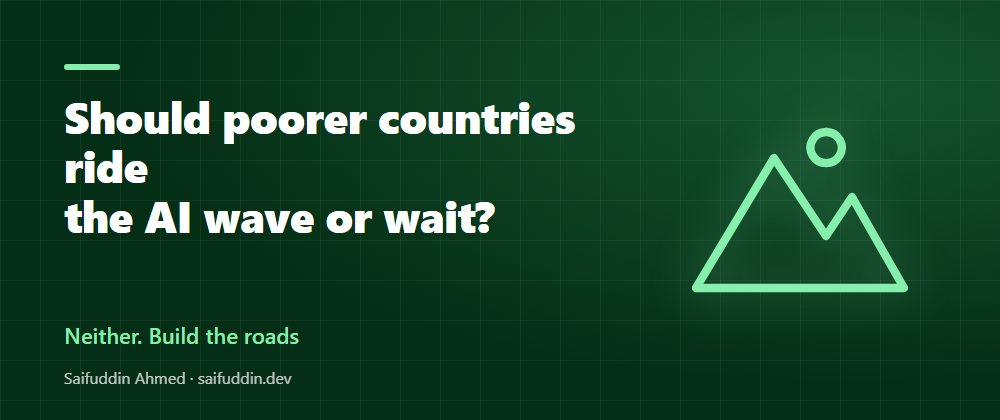 Should poorer countries
ride
the AI wave or wait?
Neither. Build the roads
Saifuddin Ahmed · saifuddin.dev